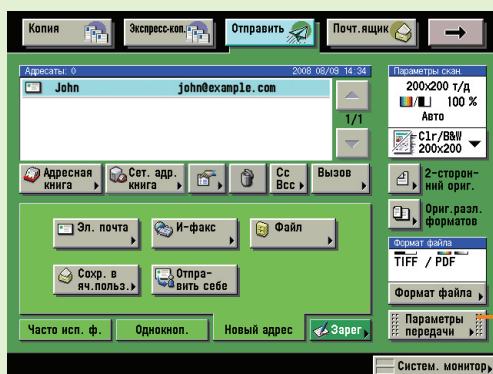 Копия
Экспресс-коп.
Отправить
Почт.ящик
Адресаты: 0
2008 08/09 14:34
John john@example.com
1/1
Адресная
книга
Сет. адр.
книга
Cc
Bcc
Вызов
Эл. почта
И-факс
Файл
Сохр. в
яч.польз.
Отпра-
вить себе
Часто исп. ф.
Однокноп.
Новый адрес
Зарег.
Параметры скан.
200x200 т/д
100 %
Авто
Clr/B&W
200x200
2-сторон-
ний ориг.
Ориг.разл.
форматов
Формат файла
TIFF / PDF
Формат файла
Параметры
передачи
Систем. монитор